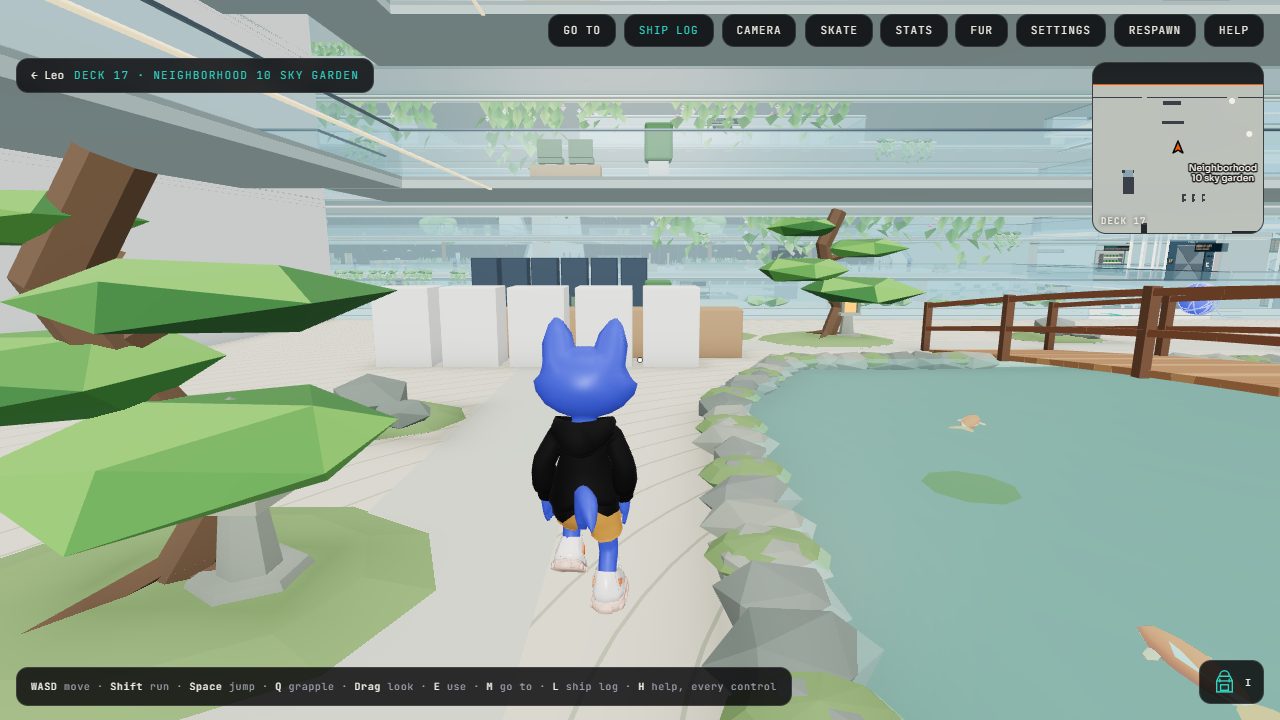 GO TO
SHIP LOG
CAMERA
SKATE
STATS
FUR
SETTINGS
RESPAWN
HELP
← Leo DECK 17 · NEIGHBORHOOD 10 SKY GARDEN
Neighborhood
10 sky garden
DECK 17
WASD move · Shift run · Space jump · Q grapple · Drag look · E use · M go to · L ship log · H help, every control
I